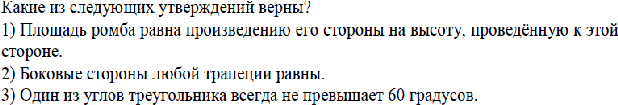 Какие из следующих утверждений верны?
1) Площадь ромба равна произведению его стороны на высоту, проведённую к этой
стороне.
2) Боковые стороны любой трапеции равны.
3) Один из углов треугольника всегда не превышает 60 градусов.